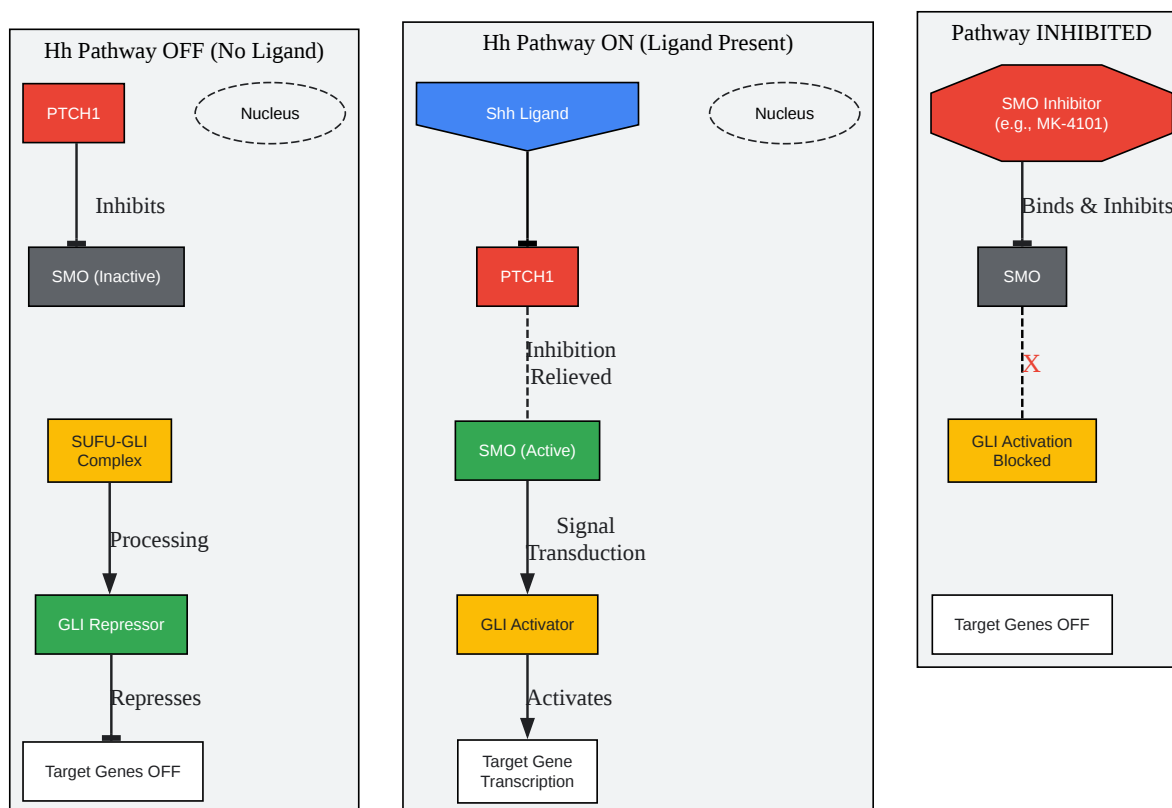 Hh Pathway OFF (No Ligand)
PTCH1
Nucleus
Inhibits
SMO (Inactive)
SUFU-GLI
Complex
Processing
GLI Repressor
Represses
Target Genes OFF
Hh Pathway ON (Ligand Present)
Shh Ligand
Nucleus
PTCH1
Inhibition
Relieved
SMO (Active)
Signal
Transduction
GLI Activator
Activates
Target Gene
Transcription
Pathway INHIBITED
SMO Inhibitor
(e.g., MK-4101)
Binds & Inhibits
SMO
X
GLI Activation
Blocked
Target Genes OFF